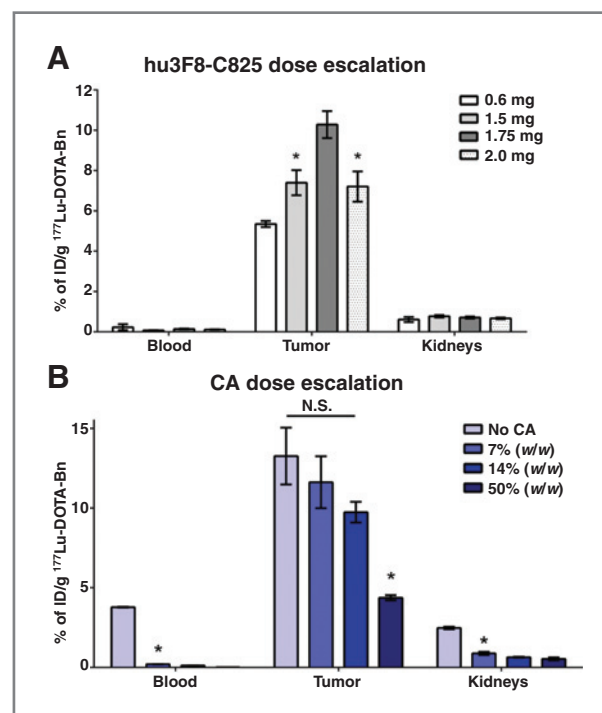 A
hu3F8-C825 dose escalation
% of ID/g ¹⁷⁷Lu-DOTA-Bn
12
10
8
6
4
2
0
0.6 mg
1.5 mg
1.75 mg
2.0 mg
*
*
Blood
Tumor
Kidneys
B
CA dose escalation
% of ID/g ¹⁷⁷Lu-DOTA-Bn
15
10
5
0
N.S.
No CA
7% (w/w)
14% (w/w)
50% (w/w)
*
*
*
Blood
Tumor
Kidneys